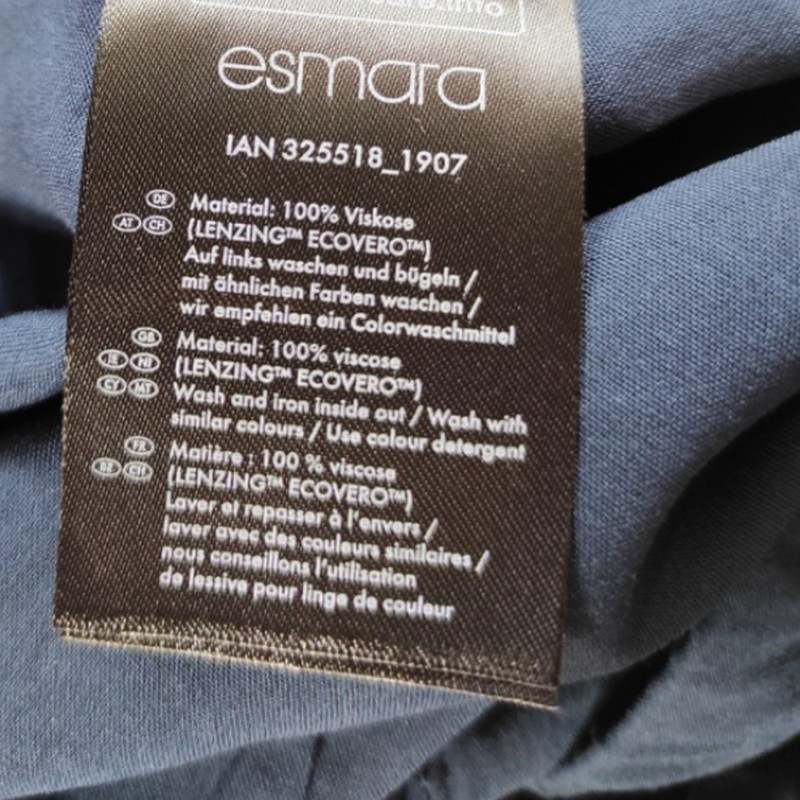 esmara
IAN 325518_1907
DE Material: 100% Viskose
AT CH (LENZING™ ECOVERO™)
Auf links waschen und bügeln /
mit ähnlichen Farben waschen /
wir empfehlen ein Colorwaschmittel
GB Material: 100% viscose
IE NI (LENZING™ ECOVERO™)
CY MT Wash and iron inside out / Wash with
similar colours / Use colour detergent
FR Matière : 100 % viscose
BE CH (LENZING™ ECOVERO™)
Laver et repasser à l'envers /
laver avec des couleurs similaires /
nous conseillons l'utilisation
de lessive pour linge de couleur